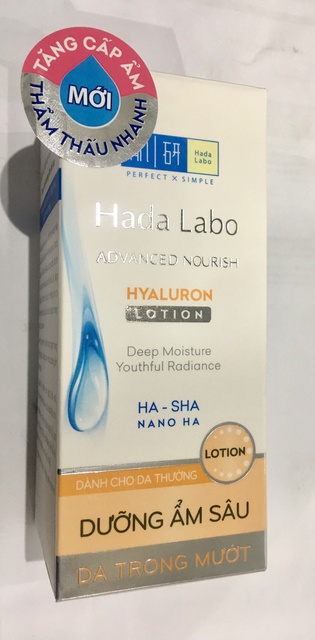 TĂNG CẤP ẨM
MỚI
THẨM THẤU NHANH
研
Hada
Labo
PERFECT × SIMPLE
Hada Labo
ADVANCED NOURISH
HYALURON
LOTION
Deep Moisture
Youthful Radiance
HA - SHA
NANO HA
LOTION
DÀNH CHO DA THƯỜNG
DƯỠNG ẨM SÂU
DA TRONG MƯỚT